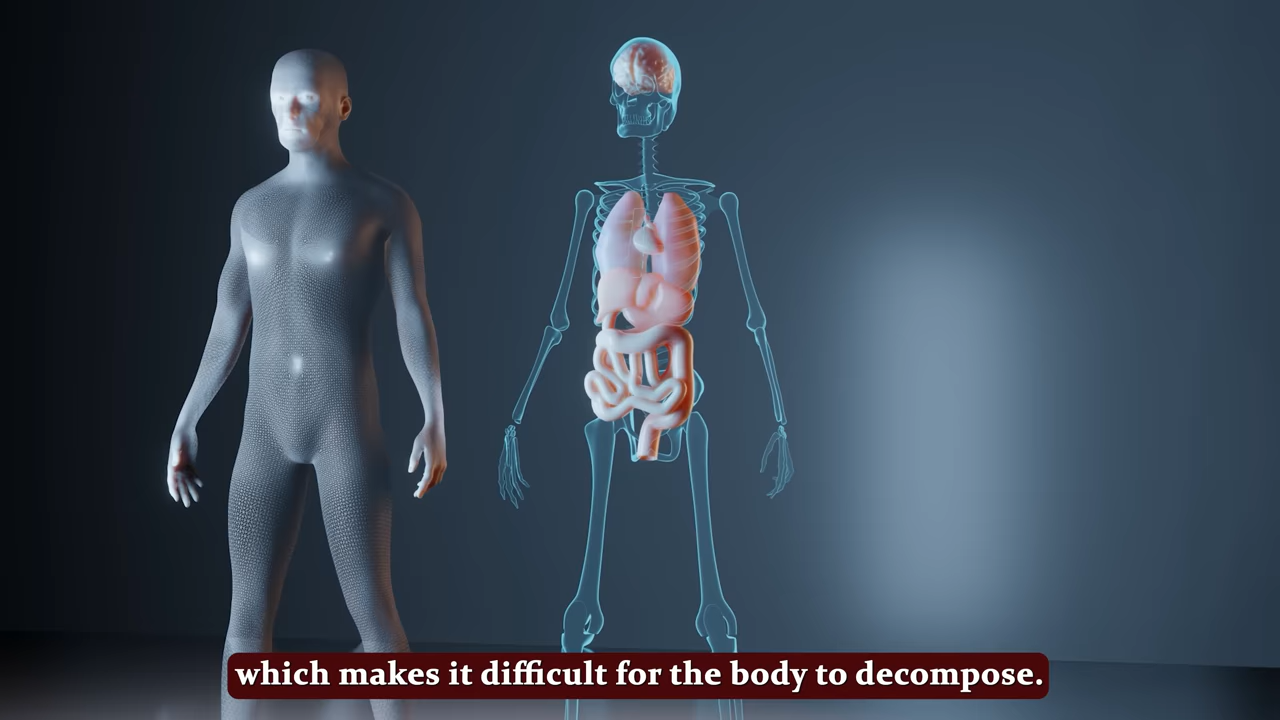 which makes it difficult for the body to decompose.